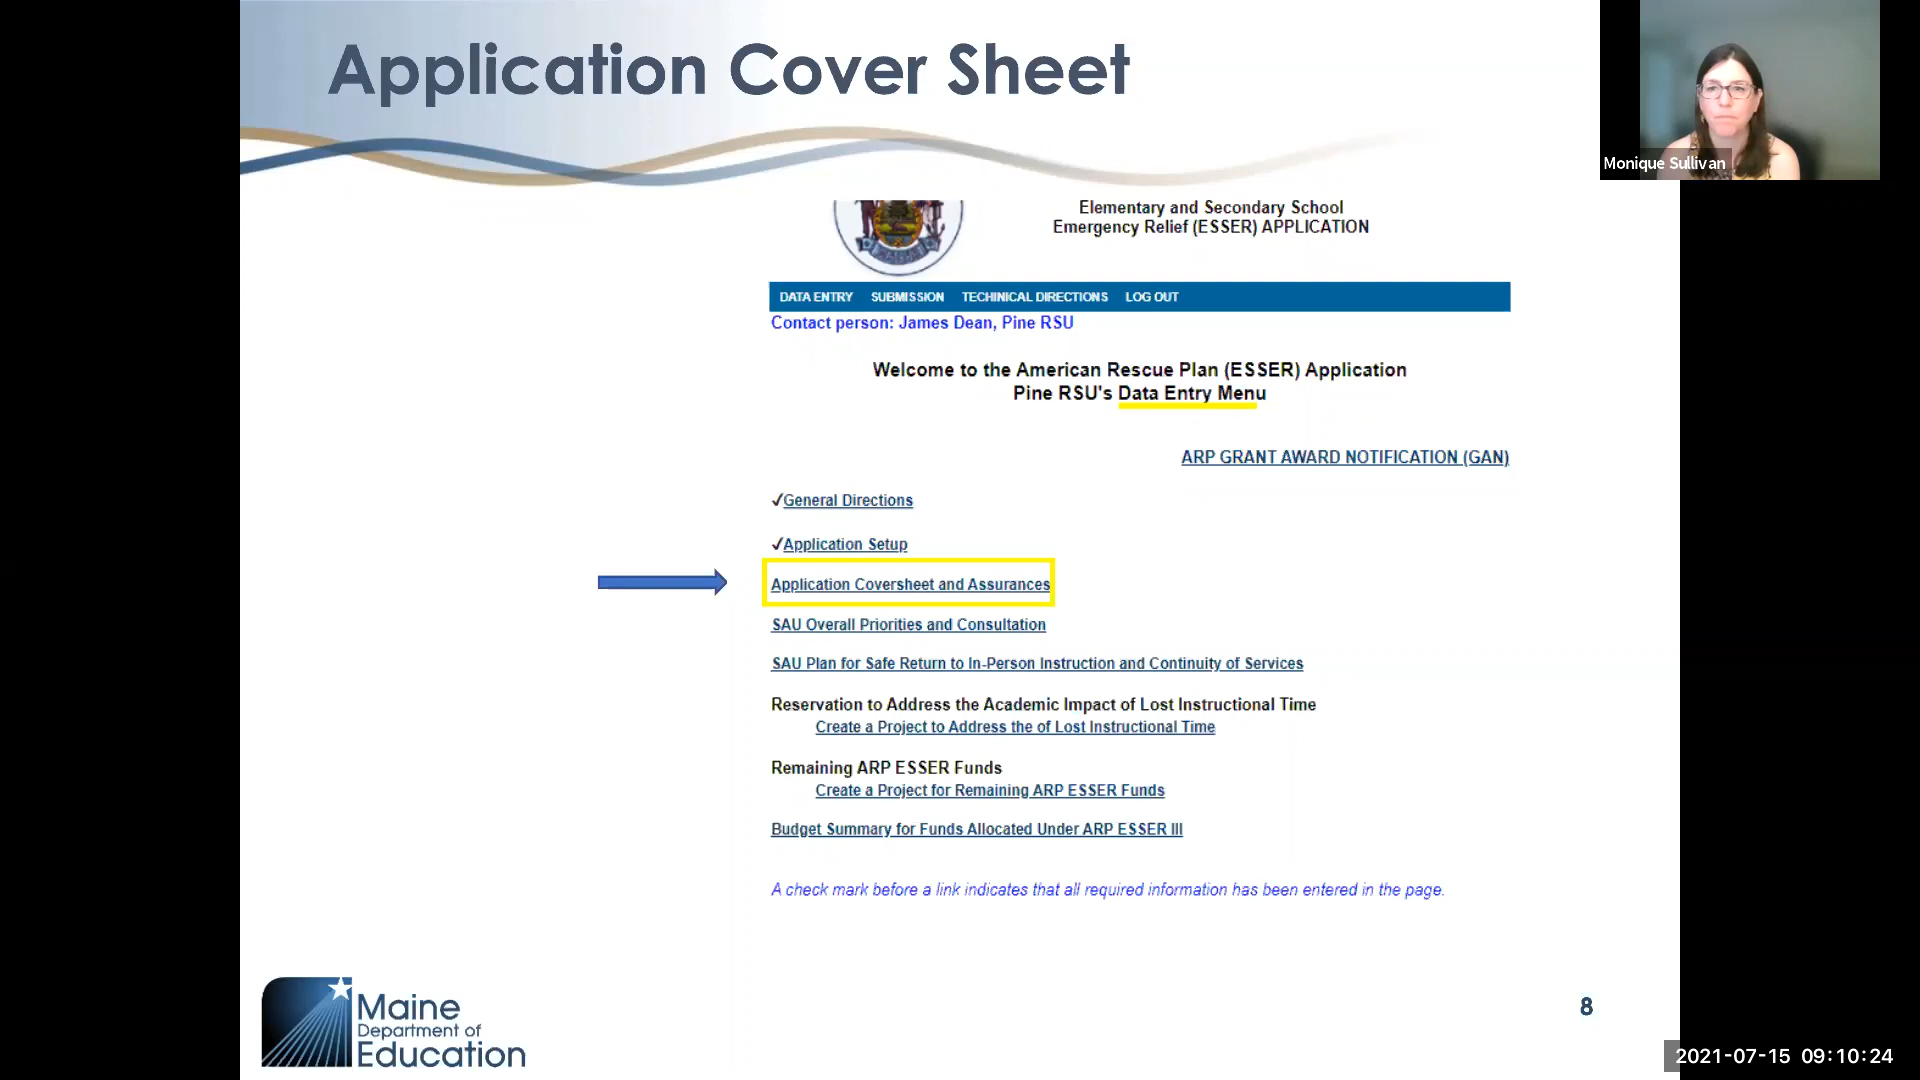 Application Cover Sheet
Monique Sullivan
Elementary and Secondary School
Emergency Relief (ESSER) APPLICATION
DATA ENTRY SUBMISSION TECHINICAL DIRECTIONS LOG OUT
Contact person: James Dean, Pine RSU
Welcome to the American Rescue Plan (ESSER) Application
Pine RSU's Data Entry Menu
ARP GRANT AWARD NOTIFICATION (GAN)
✓General Directions
✓Application Setup
Application Coversheet and Assurances
SAU Overall Priorities and Consultation
SAU Plan for Safe Return to In-Person Instruction and Continuity of Services
Reservation to Address the Academic Impact of Lost Instructional Time
Create a Project to Address the of Lost Instructional Time
Remaining ARP ESSER Funds
Create a Project for Remaining ARP ESSER Funds
Budget Summary for Funds Allocated Under ARP ESSER III
A check mark before a link indicates that all required information has been entered in the page.
Maine
Department of
Education
8
2021-07-15 09:10:24